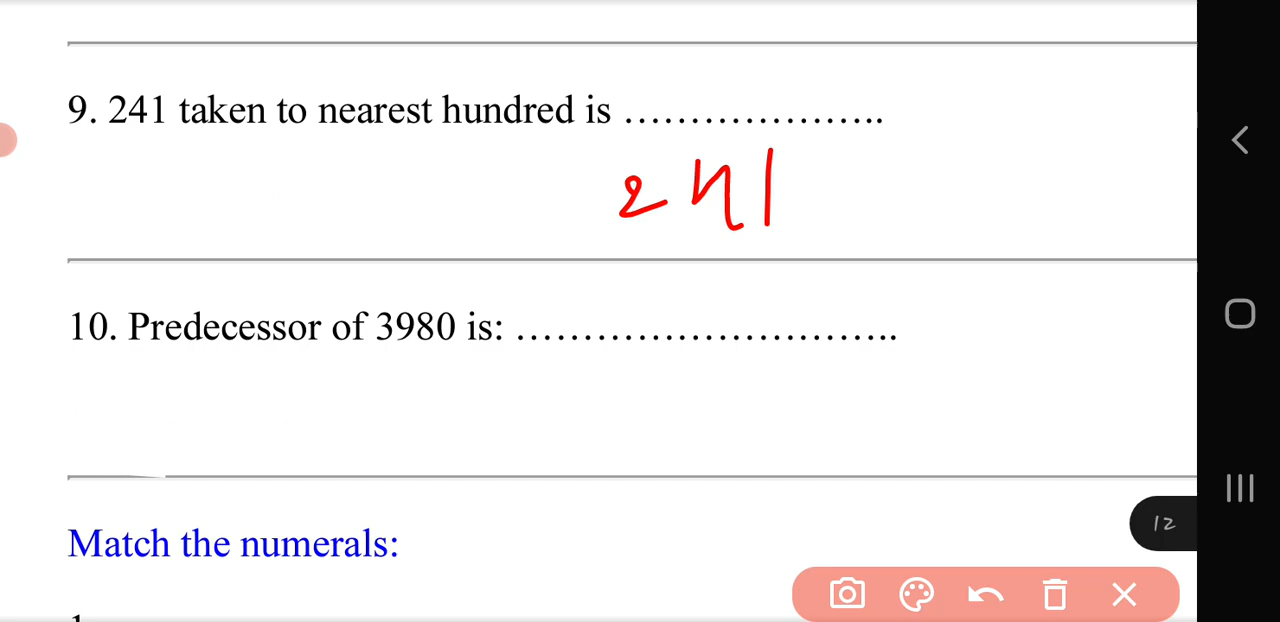 9. 241 taken to nearest hundred is ………………..
241
10. Predecessor of 3980 is: ………………………..
12
Match the numerals: